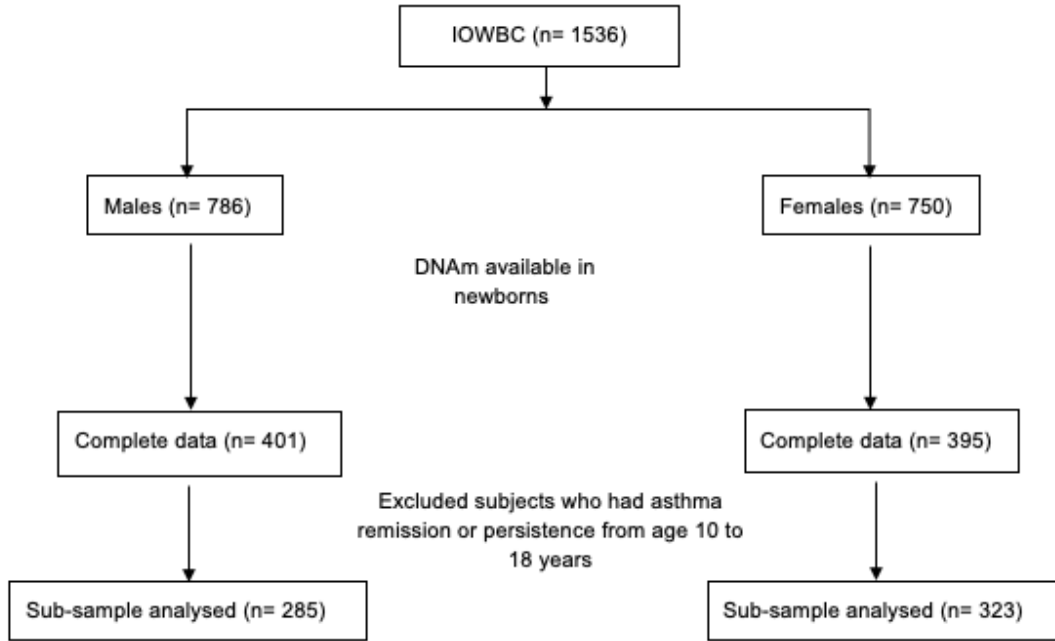 IOWBC (n= 1536)
Males (n= 786)
Females (n= 750)
DNAm available in
newborns
Complete data (n= 401)
Complete data (n= 395)
Excluded subjects who had asthma
remission or persistence from age 10 to
18 years
Sub-sample analysed (n= 285)
Sub-sample analysed (n= 323)